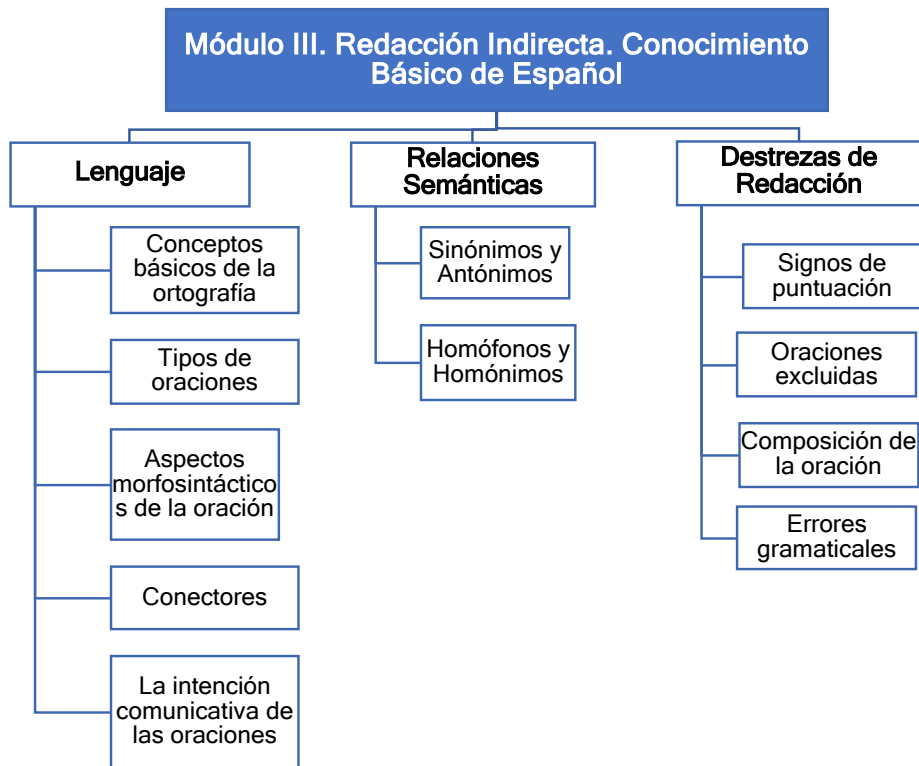 Módulo III. Redacción Indirecta. Conocimiento
Básico de Español
Lenguaje
Conceptos
básicos de la
ortografía
Tipos de
oraciones
Aspectos
morfosintáctico
s de la oración
Conectores
La intención
comunicativa de
las oraciones
Relaciones
Semánticas
Sinónimos y
Antónimos
Homófonos y
Homónimos
Destrezas de
Redacción
Signos de
puntuación
Oraciones
excluidas
Composición de
la oración
Errores
gramaticales